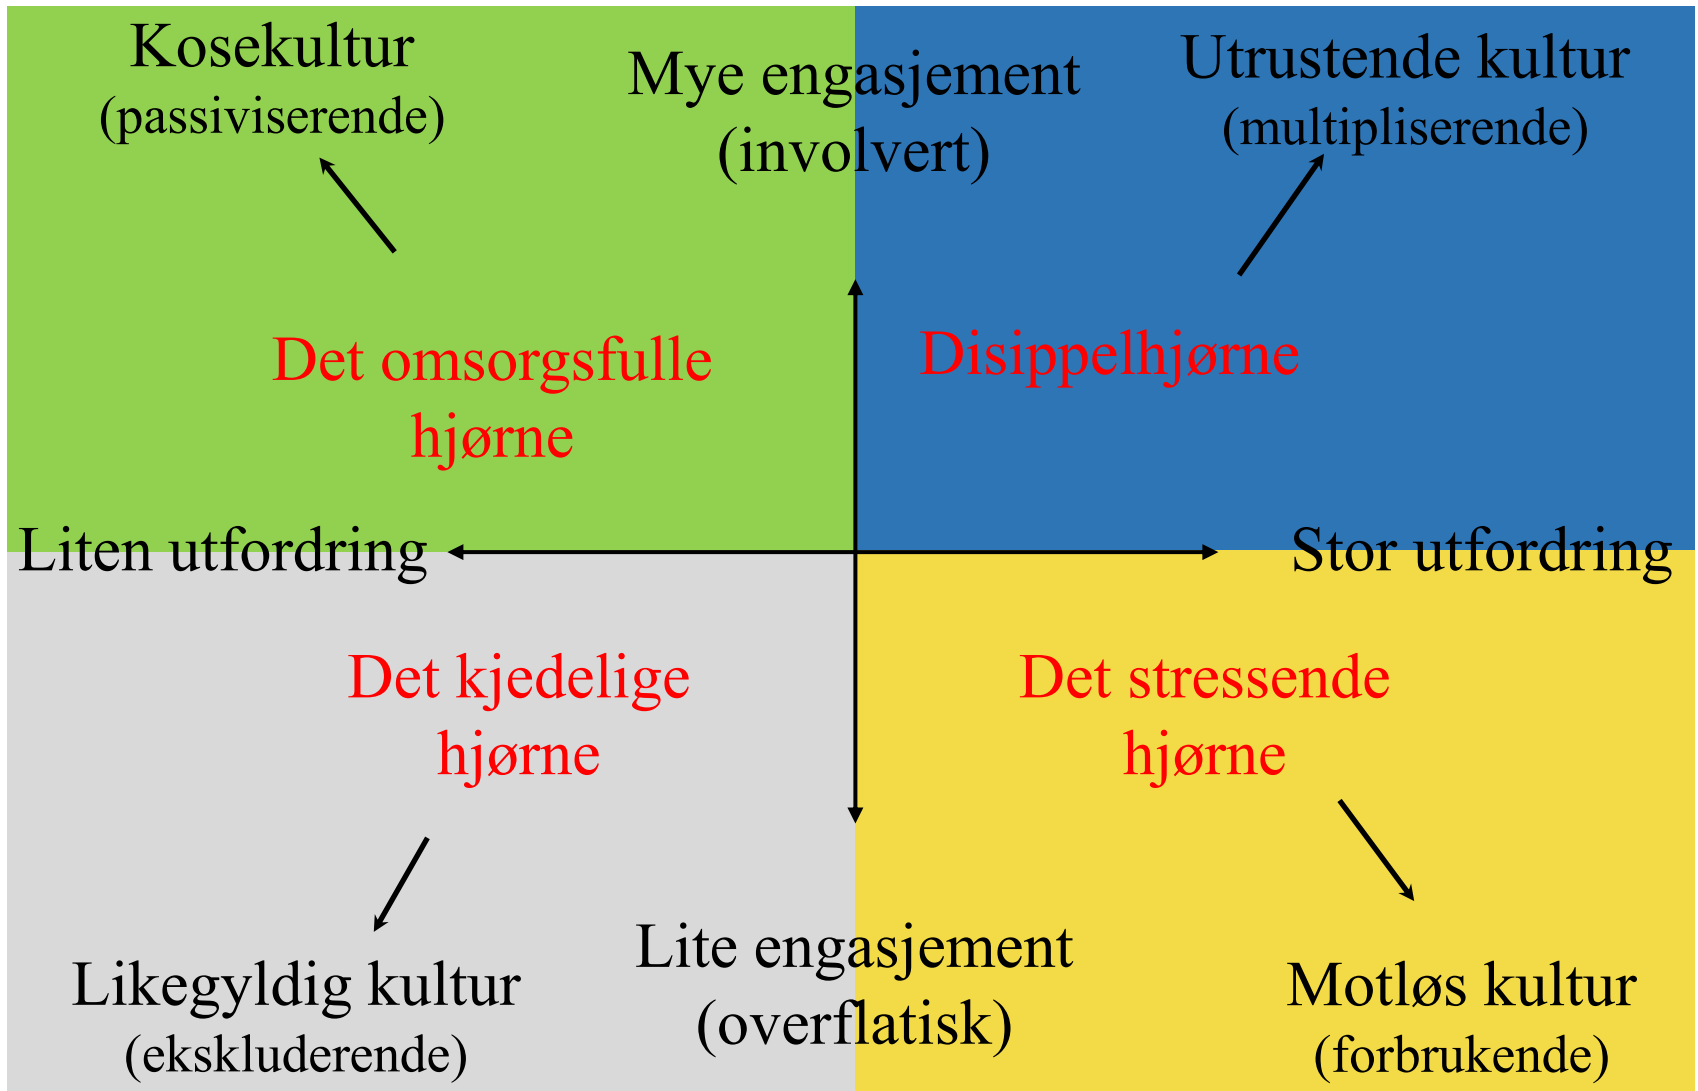 Kosekultur
(passiviserende)
Mye engasjement
(involvert)
Utrustende kultur
(multipliserende)
Det omsorgsfulle
hjørne
Disippelhjørne
Liten utfordring
Stor utfordring
Det kjedelige
hjørne
Det stressende
hjørne
Likegyldig kultur
(ekskluderende)
Lite engasjement
(overflatisk)
Motløs kultur
(forbrukende)